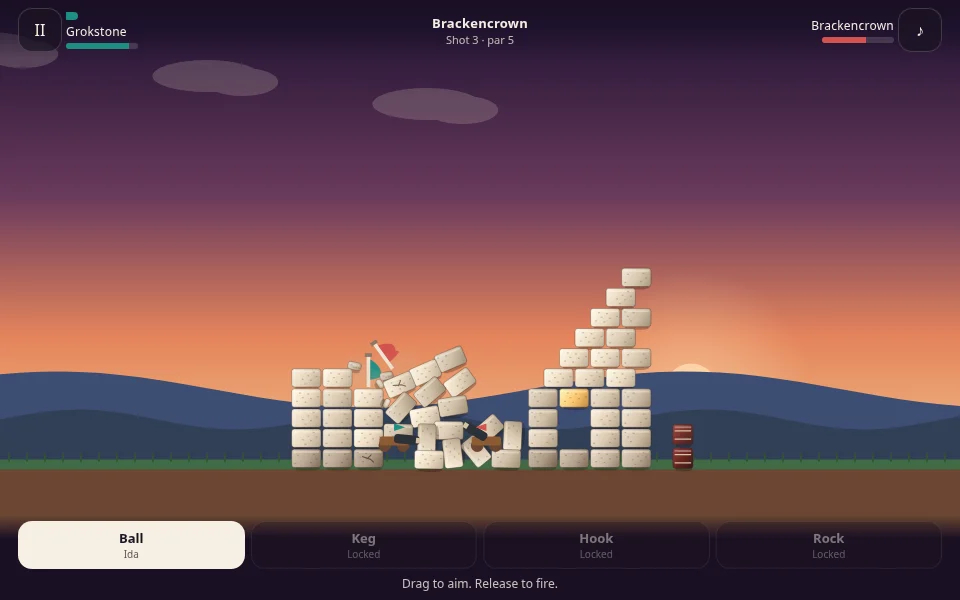 II
Grokstone
Brackencrown
Shot 3 · par 5
Brackencrown
♪
Ball
Ida
Keg
Locked
Hook
Locked
Rock
Locked
Drag to aim. Release to fire.